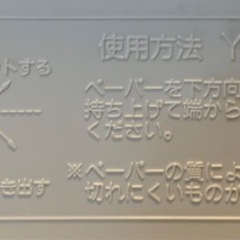 使用方法 Y
ットする
ペーパーを下方向
持ち上げて端から
ください。
き出す
※ペーパーの質によ
切れにくいものか